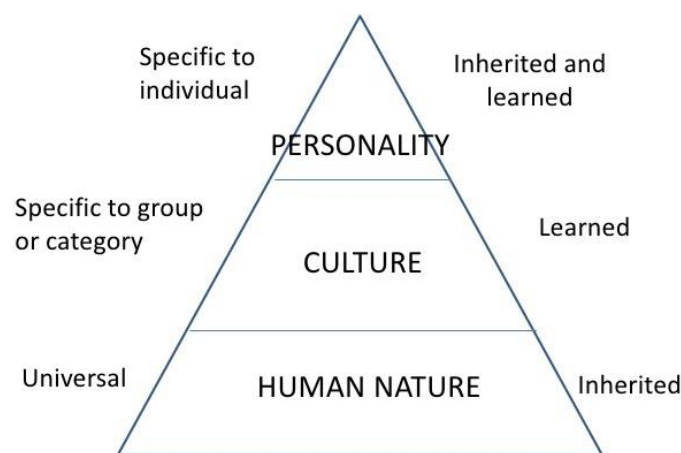 Specific to
individual
Inherited and
learned
PERSONALITY
Specific to group
or category
Learned
CULTURE
Universal
HUMAN NATURE
Inherited